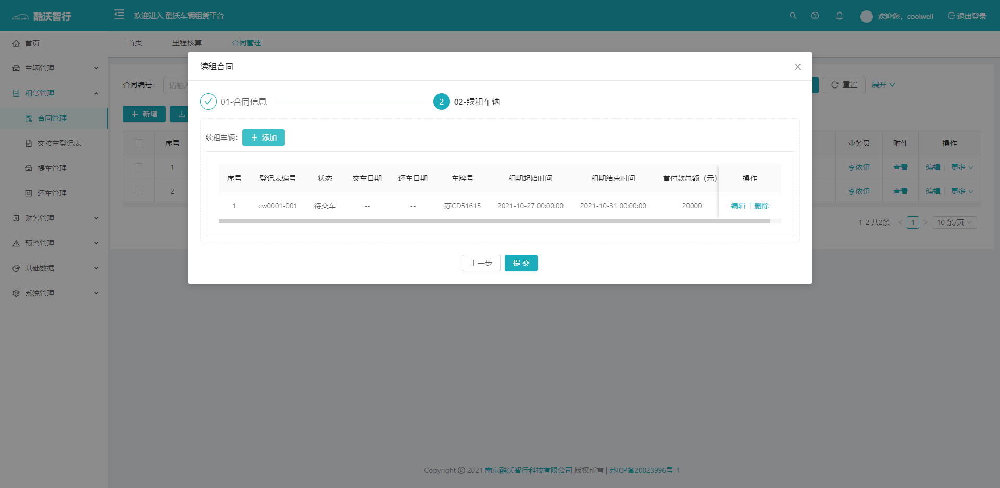 COOLWELL 酷沃智行
欢迎进入 酷沃车辆租赁平台
欢迎您，coolwell
退出登录
首页
车辆管理
租赁管理
合同管理
交接车登记表
提车管理
还车管理
财务管理
预警管理
基础数据
系统管理
首页 里程核算 合同管理
合同编号： 请输入
重置 展开
+ 新增
序号 业务员 附件 操作
1 李依伊 查看 编辑 更多
2 李依伊 查看 编辑 更多
1-2 共2条 < 1 > 10 条/页
续租合同 X
01-合同信息 2 02-续租车辆
续租车辆： + 添加
序号 登记表编号 状态 交车日期 还车日期 车牌号 租期起始时间 租期结束时间 首付款总额（元） 操作
1 cw0001-001 待交车 -- -- 苏CD51615 2021-10-27 00:00:00 2021-10-31 00:00:00 20000 编辑 删除
上一步 提 交
Copyright © 2021 南京酷沃智行科技有限公司 版权所有 | 苏ICP备20023996号-1